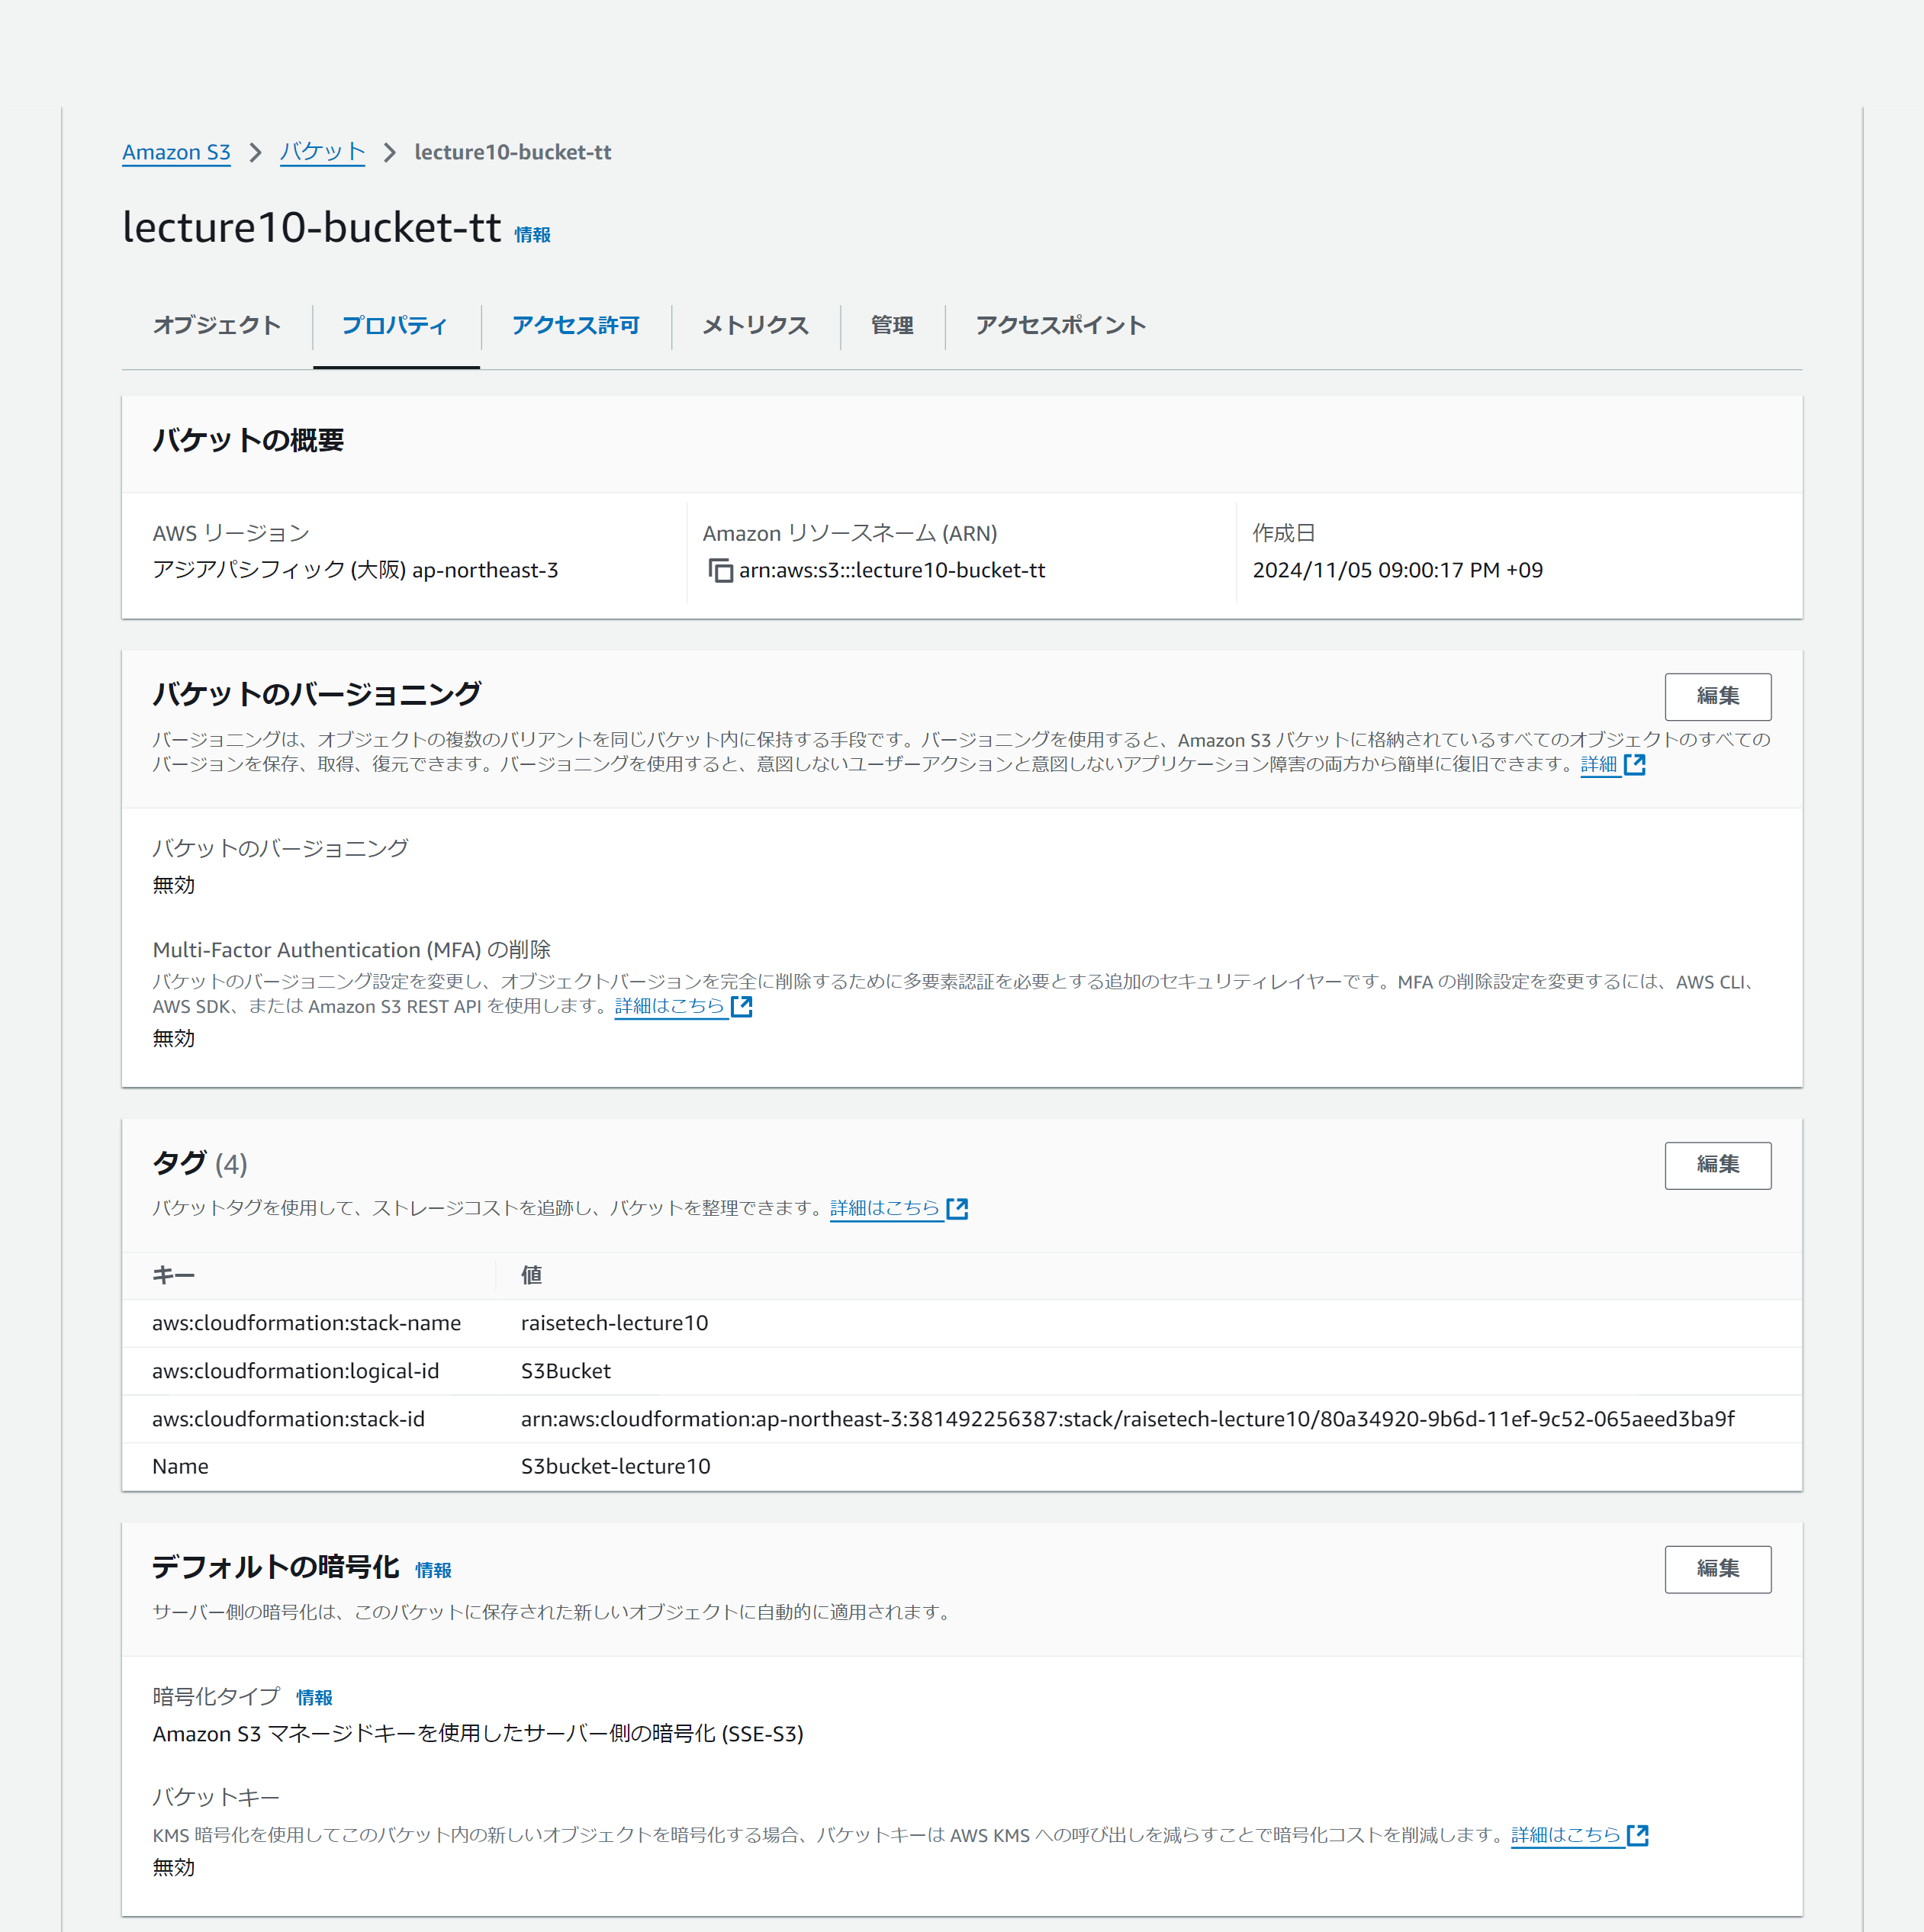 Amazon S3 > バケット > lecture10-bucket-tt
lecture10-bucket-tt 情報
オブジェクト プロパティ アクセス許可 メトリクス 管理 アクセスポイント
バケットの概要
AWS リージョン
アジアパシフィック (大阪) ap-northeast-3
Amazon リソースネーム (ARN)
arn:aws:s3:::lecture10-bucket-tt
作成日
2024/11/05 09:00:17 PM +09
バケットのバージョニング
編集
バージョニングは、オブジェクトの複数のバリアントを同じバケット内に保持する手段です。バージョニングを使用すると、Amazon S3 バケットに格納されているすべてのオブジェクトのすべての
バージョンを保存、取得、復元できます。バージョニングを使用すると、意図しないユーザーアクションと意図しないアプリケーション障害の両方から簡単に復旧できます。詳細
バケットのバージョニング
無効
Multi-Factor Authentication (MFA) の削除
バケットのバージョニング設定を変更し、オブジェクトバージョンを完全に削除するために多要素認証を必要とする追加のセキュリティレイヤーです。MFA の削除設定を変更するには、AWS CLI、
AWS SDK、または Amazon S3 REST API を使用します。詳細はこちら
無効
タグ (4)
編集
バケットタグを使用して、ストレージコストを追跡し、バケットを整理できます。詳細はこちら
キー 値
aws:cloudformation:stack-name raisetech-lecture10
aws:cloudformation:logical-id S3Bucket
aws:cloudformation:stack-id arn:aws:cloudformation:ap-northeast-3:381492256387:stack/raisetech-lecture10/80a34920-9b6d-11ef-9c52-065aeed3ba9f
Name S3bucket-lecture10
デフォルトの暗号化 情報
編集
サーバー側の暗号化は、このバケットに保存された新しいオブジェクトに自動的に適用されます。
暗号化タイプ 情報
Amazon S3 マネージドキーを使用したサーバー側の暗号化 (SSE-S3)
バケットキー
KMS 暗号化を使用してこのバケット内の新しいオブジェクトを暗号化する場合、バケットキーは AWS KMS への呼び出しを減らすことで暗号化コストを削減します。詳細はこちら
無効